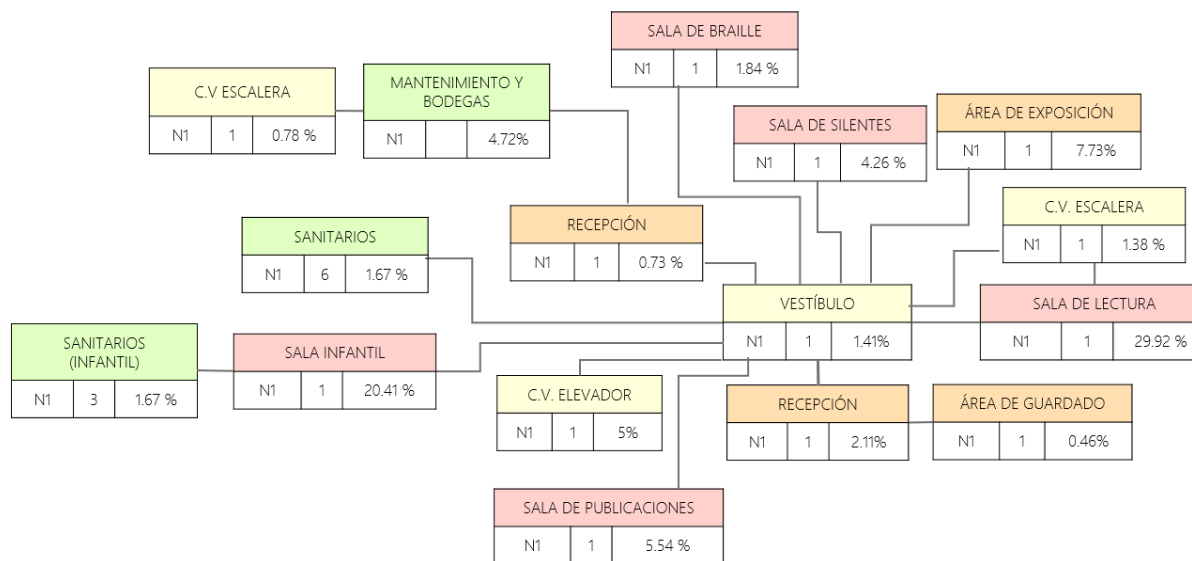 SALA DE BRAILLE
N1 1 1.84 %
C.V ESCALERA
N1 1 0.78 %
MANTENIMIENTO Y
BODEGAS
N1 4.72%
SALA DE SILENTES
N1 1 4.26 %
ÁREA DE EXPOSICIÓN
N1 1 7.73%
SANITARIOS
N1 6 1.67 %
RECEPCIÓN
N1 1 0.73 %
C.V. ESCALERA
N1 1 1.38 %
VESTÍBULO
N1 1 1.41%
SALA DE LECTURA
N1 1 29.92 %
SANITARIOS
(INFANTIL)
N1 3 1.67 %
SALA INFANTIL
N1 1 20.41 %
C.V. ELEVADOR
N1 1 5%
RECEPCIÓN
N1 1 2.11%
ÁREA DE GUARDADO
N1 1 0.46%
SALA DE PUBLICACIONES
N1 1 5.54 %